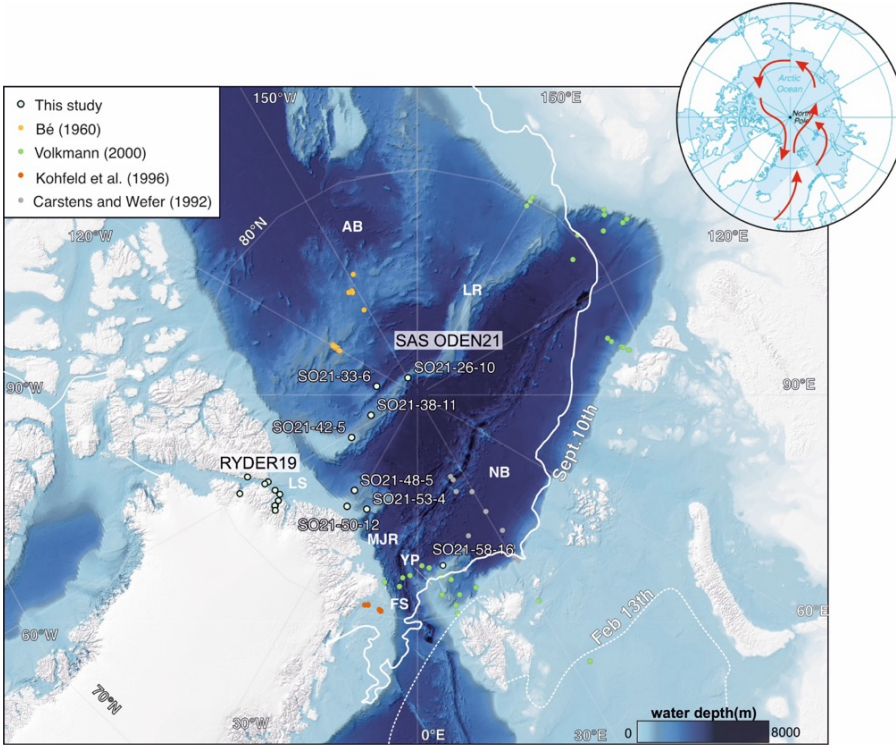 This study
Bé (1960)
Volkmann (2000)
Kohfeld et al. (1996)
Carstens and Wefer (1992)
150°W
150°E
Arctic
Ocean
North
Pole
120°W
120°E
80°N
AB
LR
SAS ODEN21
SO21-33-6
SO21-26-10
90°W
90°E
SO21-38-11
SO21-42-5
Sept.10th
RYDER19
LS
NB
SO21-48-5
SO21-53-4
SO21-50-12
MJR
YP
SO21-58-16
FS
Feb 13th
60°W
60°E
70°N
30°W
0°E
30°E
water depth(m)
0
8000